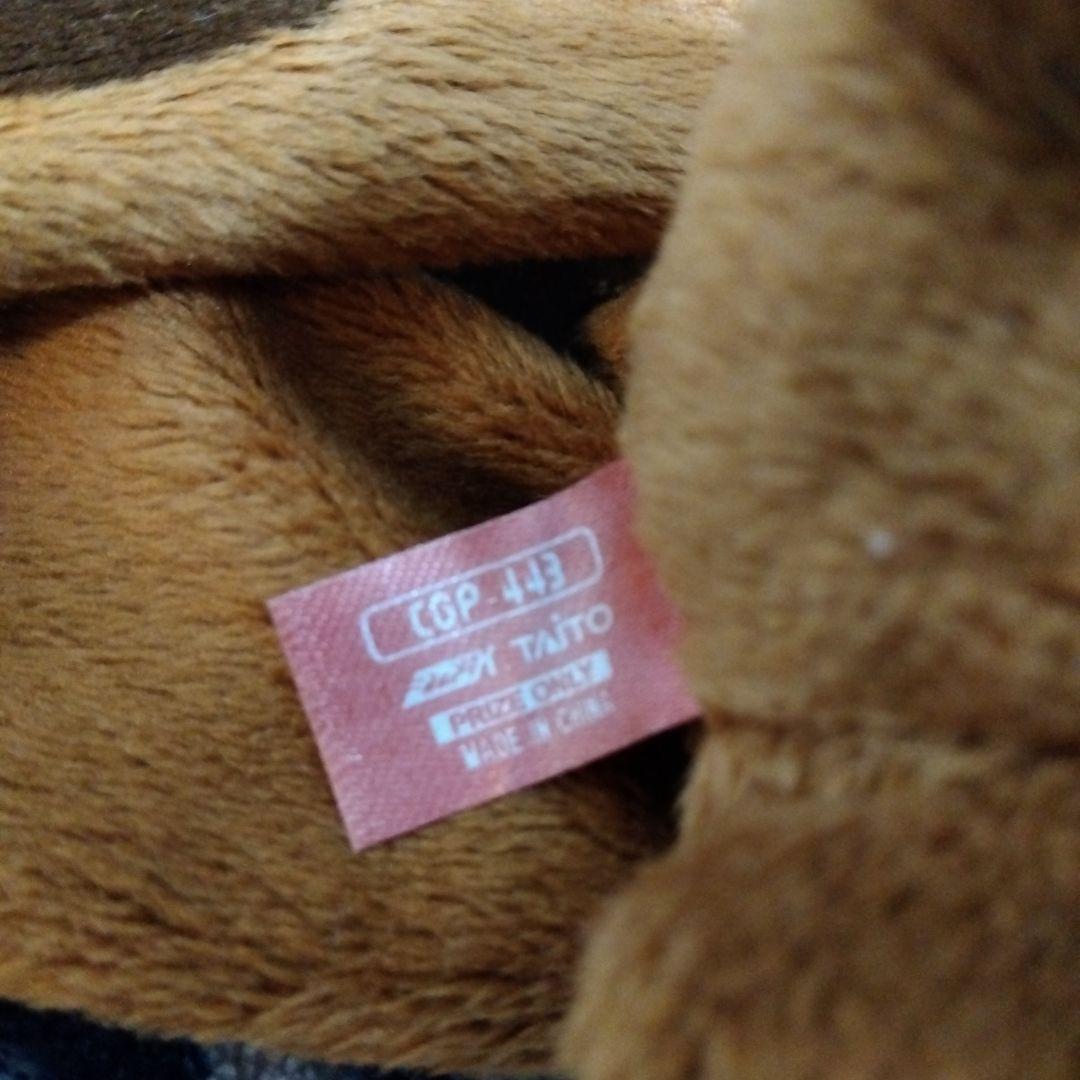 CGP-443
TAITO
PRIZE ONLY
MADE IN CHINA